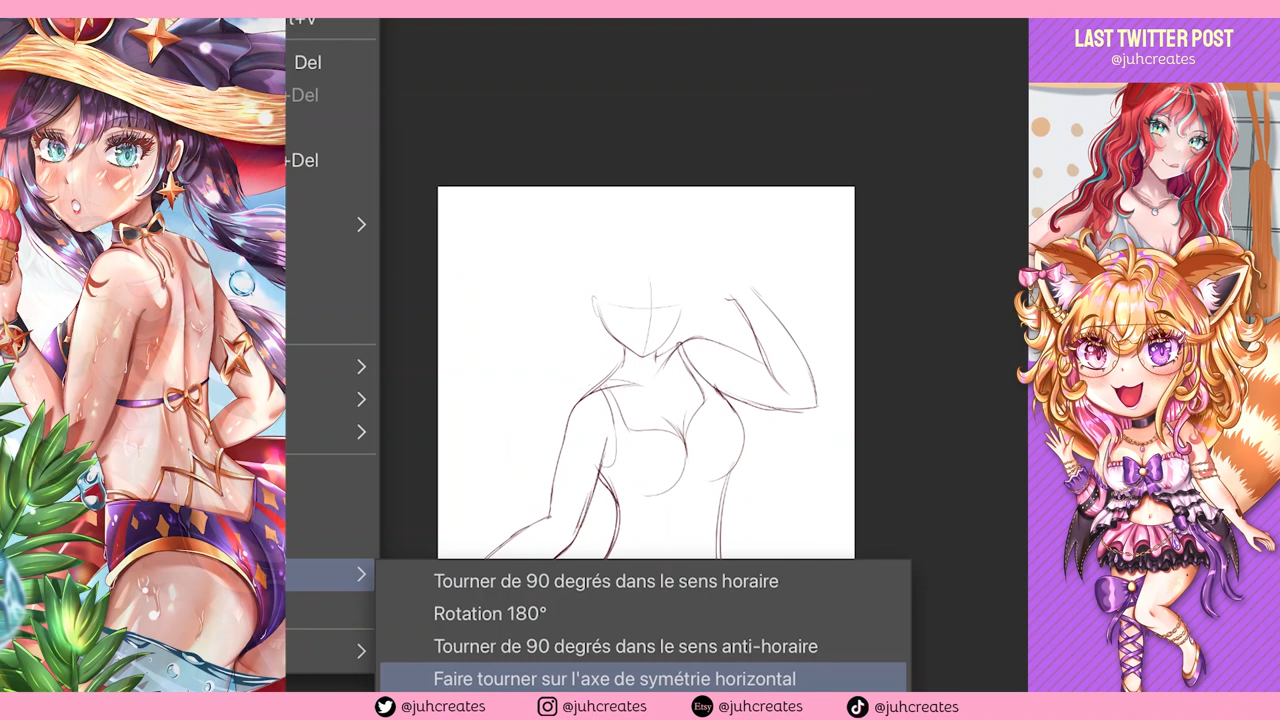 Del
+Del
+Del
Tourner de 90 degrés dans le sens horaire
Rotation 180°
Tourner de 90 degrés dans le sens anti-horaire
Faire tourner sur l'axe de symétrie horizontal
LAST TWITTER POST
@juhcreates
@juhcreates
@juhcreates
Etsy
@juhcreates
@juhcreates